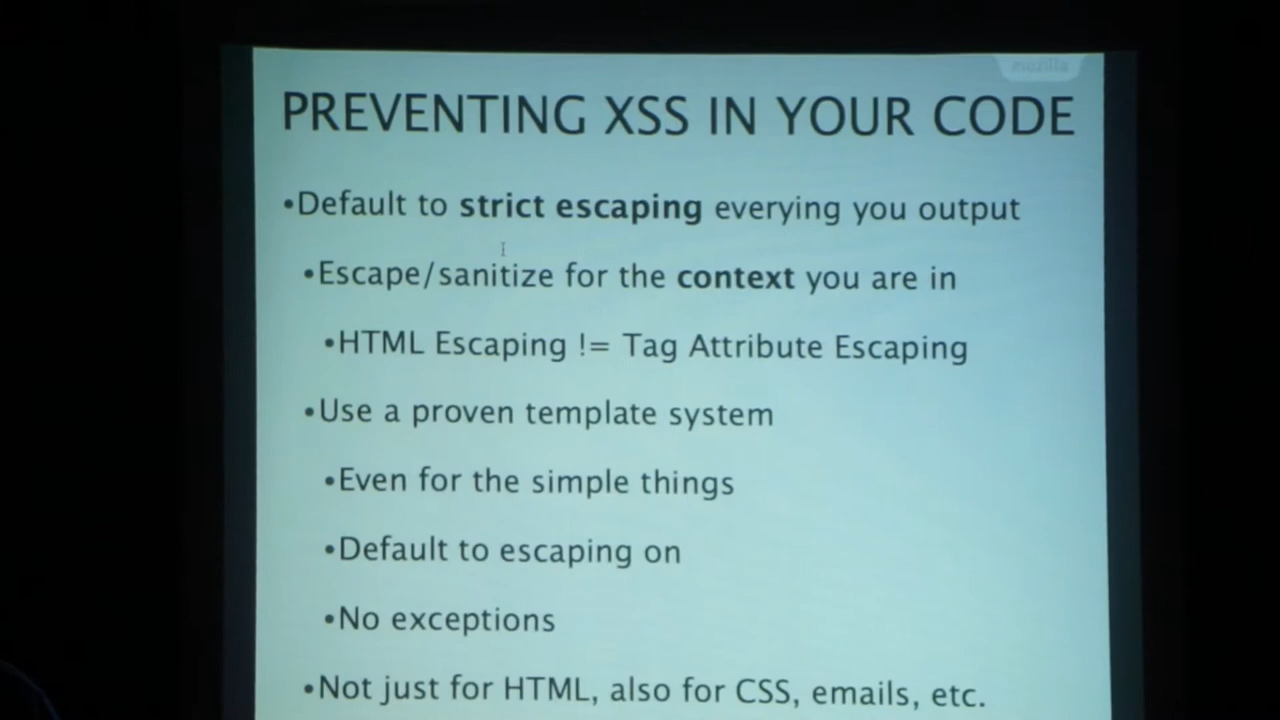 mozilla
PREVENTING XSS IN YOUR CODE
•Default to strict escaping everying you output
•Escape/sanitize for the context you are in
•HTML Escaping != Tag Attribute Escaping
•Use a proven template system
•Even for the simple things
•Default to escaping on
•No exceptions
•Not just for HTML, also for CSS, emails, etc.